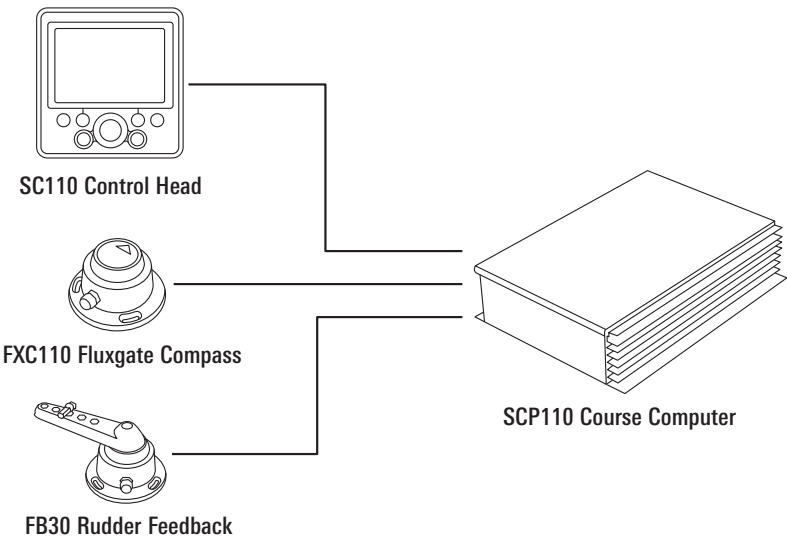 SC110 Control Head
FXC110 Fluxgate Compass
SCP110 Course Computer
FB30 Rudder Feedback